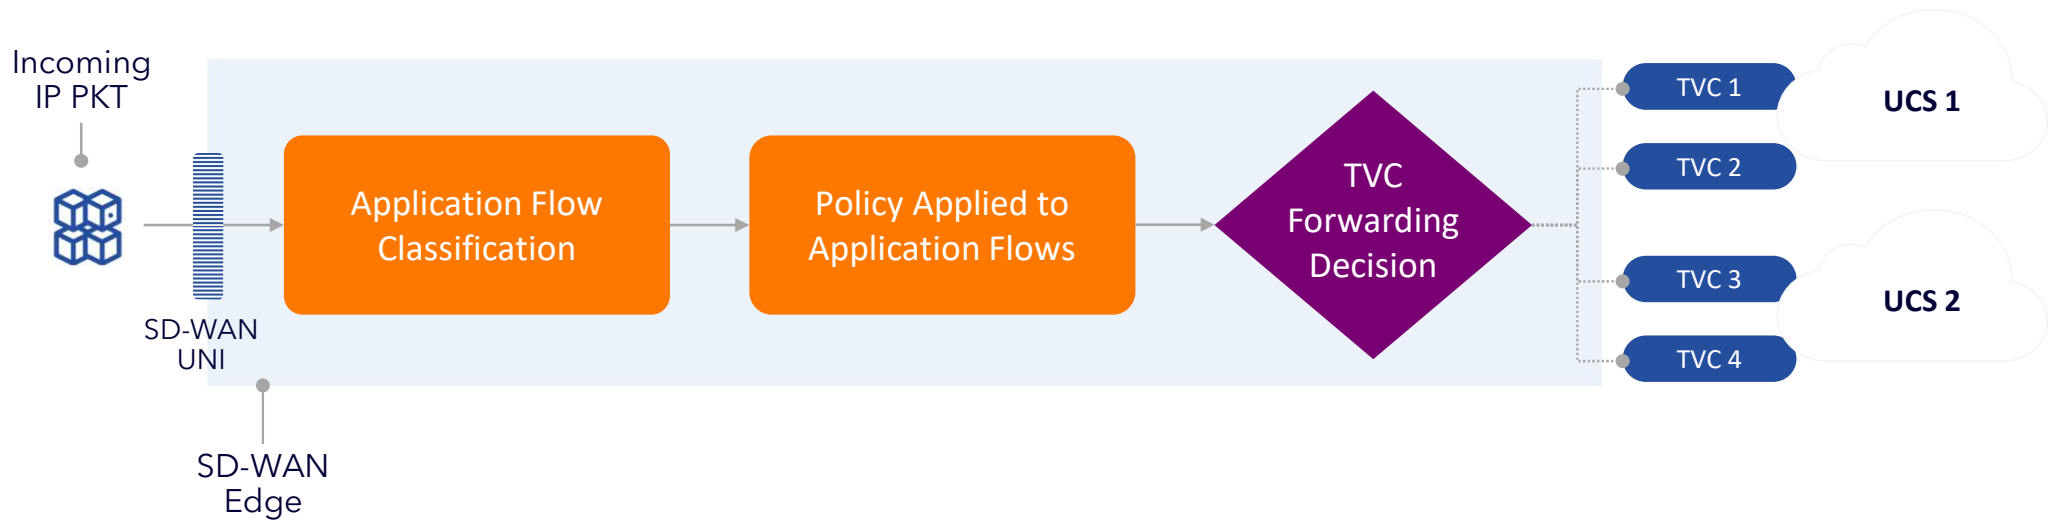 Incoming
IP PKT
SD-WAN
UNI
SD-WAN
Edge
Application Flow
Classification
Policy Applied to
Application Flows
TVC
Forwarding
Decision
TVC 1
TVC 2
TVC 3
TVC 4
UCS 1
UCS 2